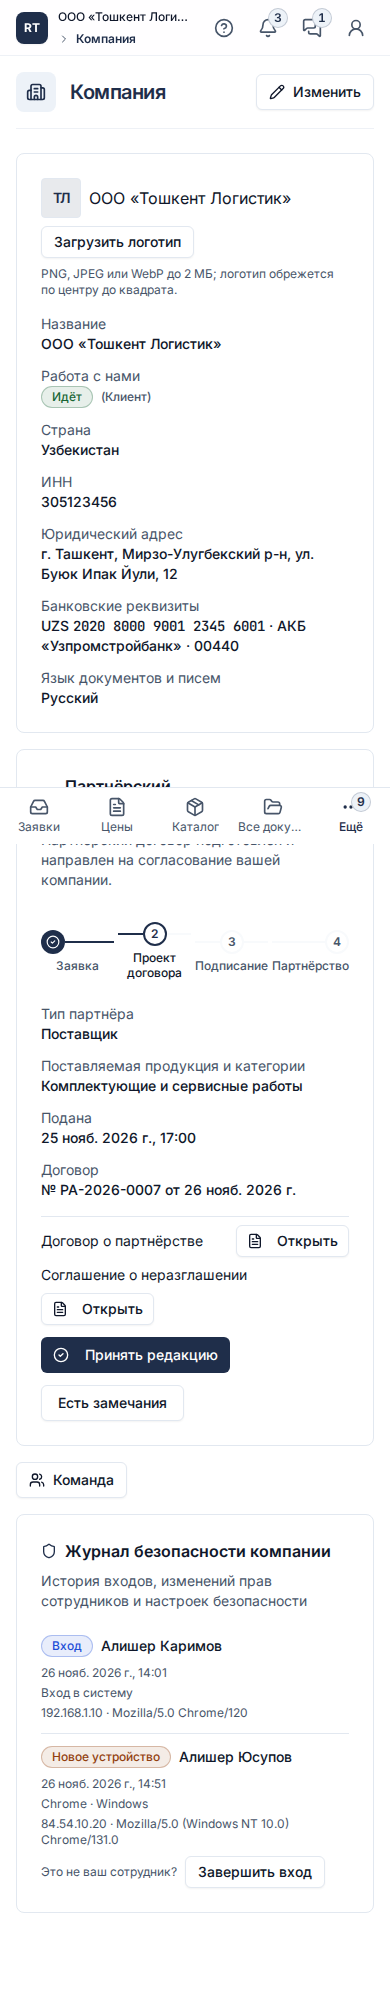 RT
ООО «Тошкент Логи...
Компания
3
1
Компания
Изменить
ТЛ
ООО «Тошкент Логистик»
Загрузить логотип
PNG, JPEG или WebP до 2 МБ; логотип обрежется
по центру до квадрата.
Название
ООО «Тошкент Логистик»
Работа с нами
Идёт
(Клиент)
Страна
Узбекистан
ИНН
305123456
Юридический адрес
г. Ташкент, Мирзо-Улугбекский р-н, ул.
Буюк Ипак Йули, 12
Банковские реквизиты
UZS 2020 8000 9001 2345 6001 · АКБ
«Узпромстройбанк» · 00440
Язык документов и писем
Русский
Партнёрский
Заявки
Цены
Каталог
Все доку...
9
Ещё
направлен на согласование вашей
компании.
Заявка
2
Проект
договора
3
Подписание
4
Партнёрство
Тип партнёра
Поставщик
Поставляемая продукция и категории
Комплектующие и сервисные работы
Подана
25 нояб. 2026 г., 17:00
Договор
№ PA-2026-0007 от 26 нояб. 2026 г.
Договор о партнёрстве
Открыть
Соглашение о неразглашении
Открыть
Принять редакцию
Есть замечания
Команда
Журнал безопасности компании
История входов, изменений прав
сотрудников и настроек безопасности
Вход
Алишер Каримов
26 нояб. 2026 г., 14:01
Вход в систему
192.168.1.10 · Mozilla/5.0 Chrome/120
Новое устройство
Алишер Юсупов
26 нояб. 2026 г., 14:51
Chrome · Windows
84.54.10.20 · Mozilla/5.0 (Windows NT 10.0)
Chrome/131.0
Это не ваш сотрудник?
Завершить вход